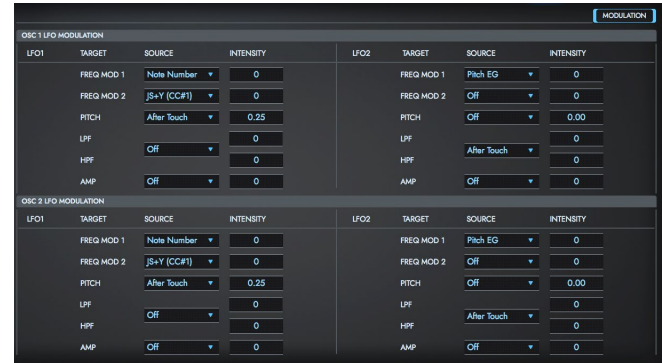 MODULATION
OSC 1 LFO MODULATION
LFO1 TARGET SOURCE INTENSITY LFO2 TARGET SOURCE INTENSITY
FREQ MOD 1 Note Number 0 FREQ MOD 1 Pitch EG 0
FREQ MOD 2 JS+Y (CC#1) 0 FREQ MOD 2 Off 0
PITCH After Touch 0.25 PITCH Off 0.00
LPF 0 LPF 0
Off After Touch
HPF 0 HPF 0
AMP Off 0 AMP Off 0
OSC 2 LFO MODULATION
LFO1 TARGET SOURCE INTENSITY LFO2 TARGET SOURCE INTENSITY
FREQ MOD 1 Note Number 0 FREQ MOD 1 Pitch EG 0
FREQ MOD 2 JS+Y (CC#1) 0 FREQ MOD 2 Off 0
PITCH After Touch 0.25 PITCH Off 0.00
LPF 0 LPF 0
Off After Touch
HPF 0 HPF 0
AMP Off 0 AMP Off 0